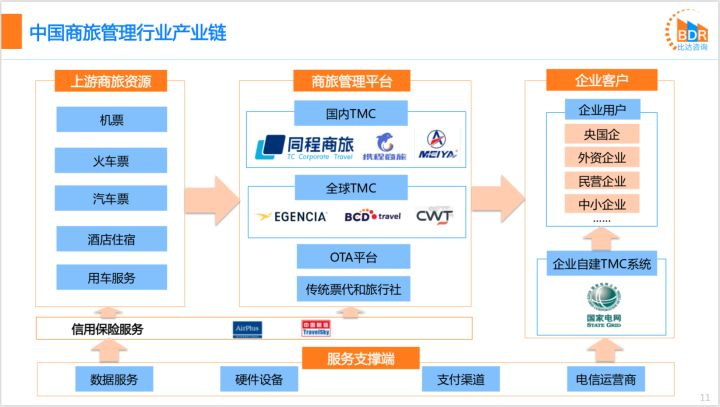 中国商旅管理行业产业链
BDR
比达咨询
上游商旅资源
机票
火车票
汽车票
酒店住宿
用车服务
商旅管理平台
国内TMC
同程商旅
TC Corporate Travel
携程商旅
MEIYA
全球TMC
EGENCIA
BCD travel
CWT
OTA平台
传统票代和旅行社
企业客户
企业用户
央国企
外资企业
民营企业
中小企业
......
企业自建TMC系统
国家电网
STATE GRID
信用保险服务
AirPlus
中国航信
TravelSky
服务支撑端
数据服务
硬件设备
支付渠道
电信运营商
11